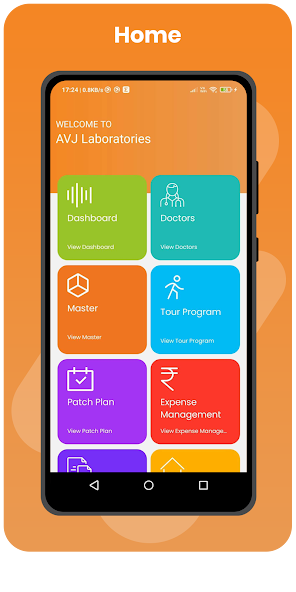 Home
17:24 | 0.8KB/s
WELCOME TO
AVJ Laboratories
Dashboard
View Dashboard
Doctors
View Doctors
Master
View Master
Tour Program
View Tour Program
Patch Plan
View Patch Plan
Expense
Management
View Expense Manage..